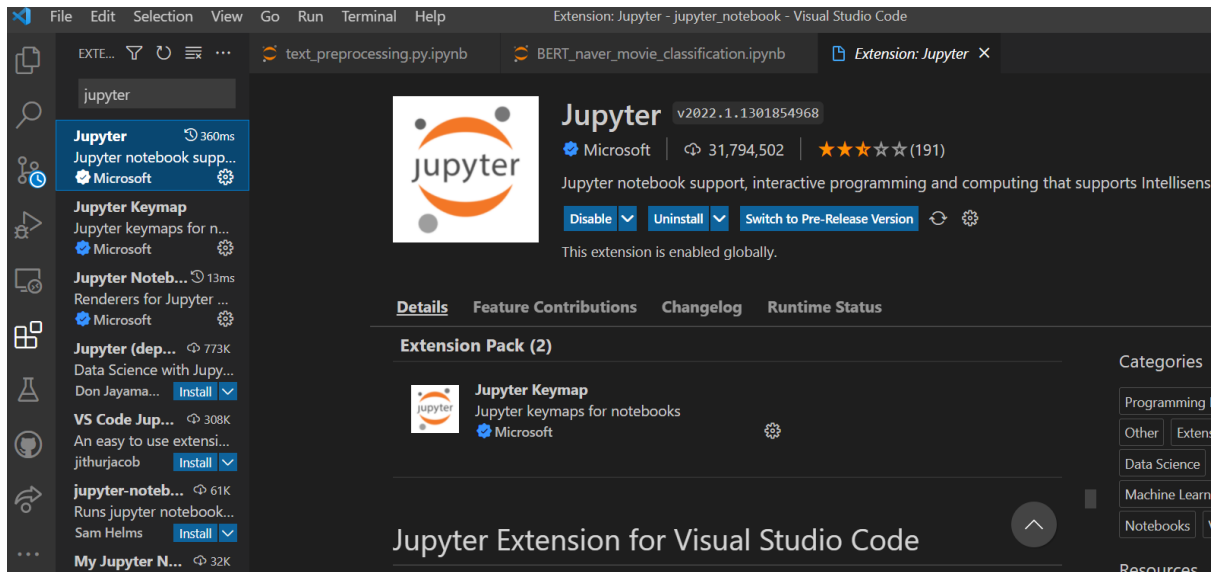 File Edit Selection View Go Run Terminal Help Extension: Jupyter - jupyter_notebook - Visual Studio Code
EXTE...
text_preprocessing.py.ipynb
BERT_naver_movie_classification.ipynb
Extension: Jupyter
jupyter
Jupyter 360ms
Jupyter notebook supp...
Microsoft
Jupyter Keymap
Jupyter keymaps for n...
Microsoft
Jupyter Noteb... 13ms
Renderers for Jupyter ...
Microsoft
Jupyter (dep... 773K
Data Science with Jupy...
Don Jayama... Install
VS Code Jup... 308K
An easy to use extensi...
jithurjacob Install
jupyter-noteb... 61K
Runs jupyter notebook...
Sam Helms Install
My Jupyter N... 32K
jupyter
Jupyter v2022.1.1301854968
Microsoft 31,794,502 (191)
Jupyter notebook support, interactive programming and computing that supports Intellisens
Disable Uninstall Switch to Pre-Release Version
This extension is enabled globally.
Details Feature Contributions Changelog Runtime Status
Extension Pack (2)
jupyter
Jupyter Keymap
Jupyter keymaps for notebooks
Microsoft
Jupyter Extension for Visual Studio Code
Categories
Programming
Other Extens
Data Science
Machine Learn
Notebooks
Resources